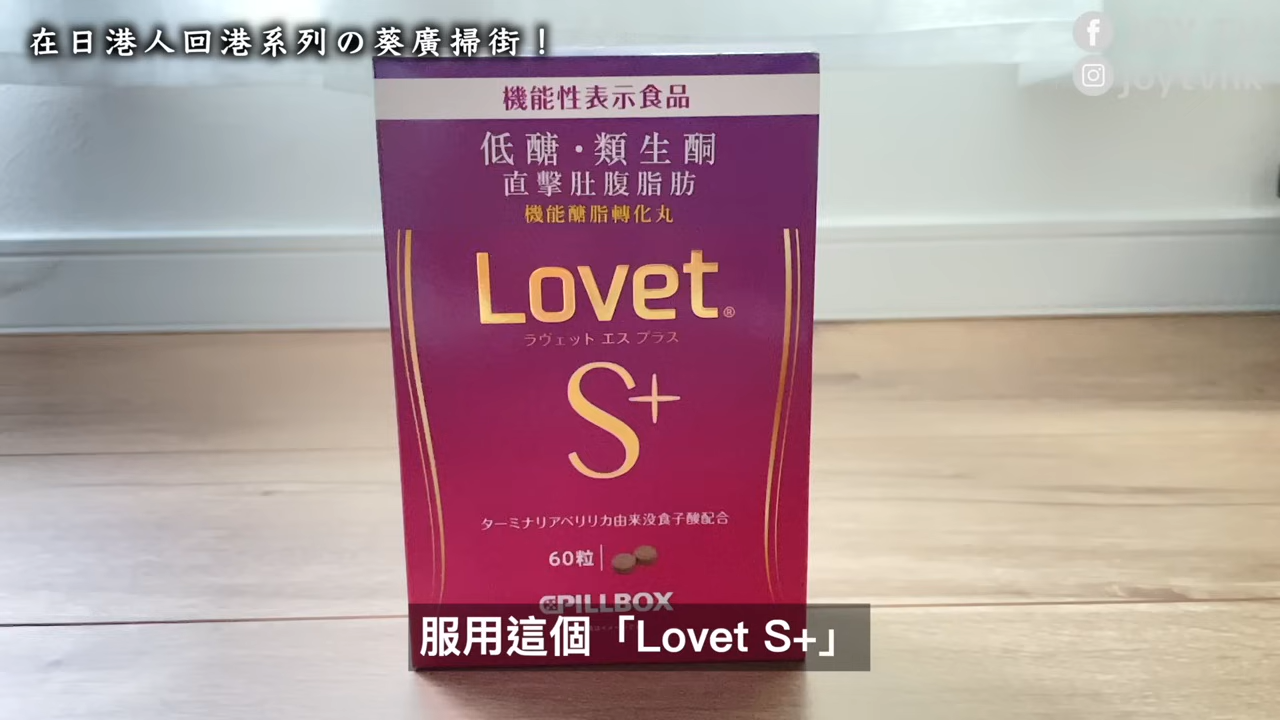 在日港人回港系列の葵廣掃街！
joytvhk
機能性表示食品
低醣・類生酮
直擊肚腹脂肪
機能醣脂轉化丸
Lovet®
ラヴェット エス プラス
S+
ターミナリアベリリカ由来没食子酸配合
60粒
PILLBOX
服用這個「Lovet S+」